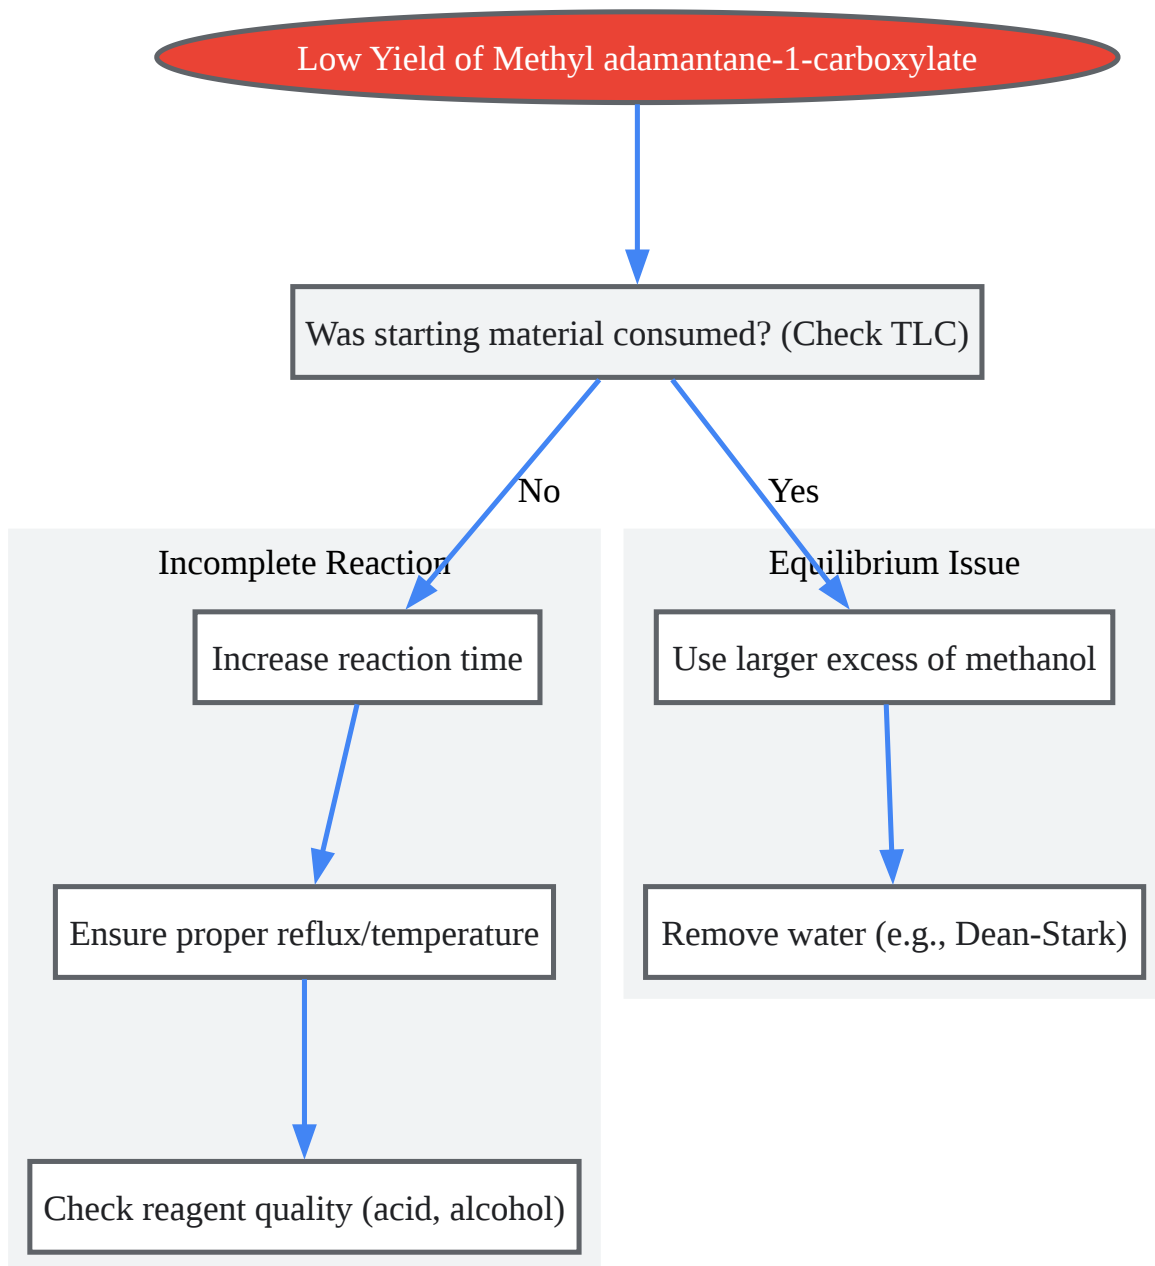 Low Yield of Methyl adamantane-1-carboxylate
Was starting material consumed? (Check TLC)
No
Yes
Incomplete Reaction
Equilibrium Issue
Increase reaction time
Use larger excess of methanol
Ensure proper reflux/temperature
Remove water (e.g., Dean-Stark)
Check reagent quality (acid, alcohol)